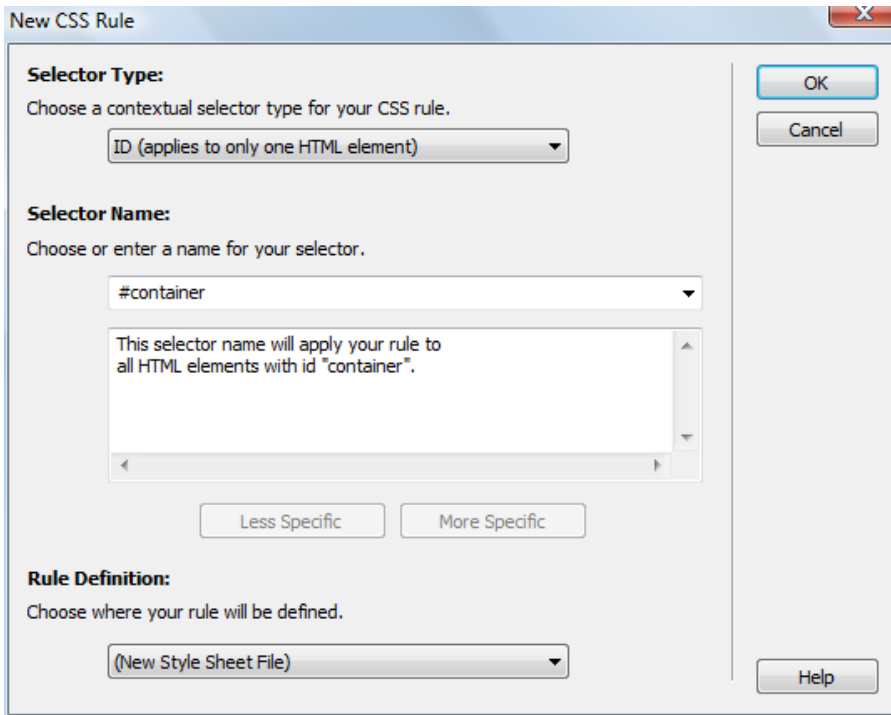 New CSS Rule
Selector Type:
OK
Choose a contextual selector type for your CSS rule.
Cancel
ID (applies to only one HTML element)
Selector Name:
Choose or enter a name for your selector.
#container
This selector name will apply your rule to
all HTML elements with id "container".
Less Specific
More Specific
Rule Definition:
Choose where your rule will be defined.
(New Style Sheet File)
Help